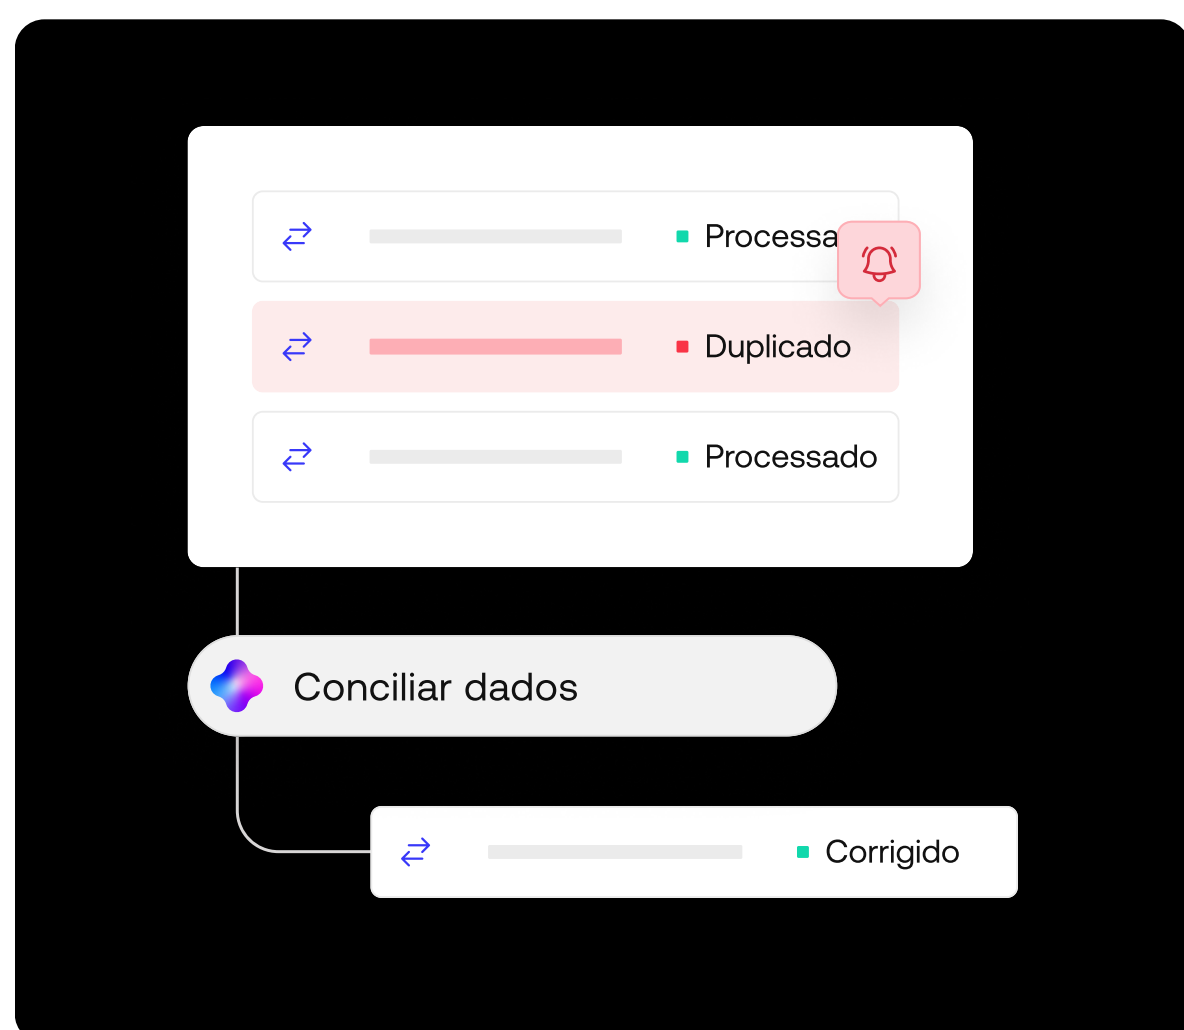 Processa
Duplicado
Processado
Conciliar dados
Corrigido